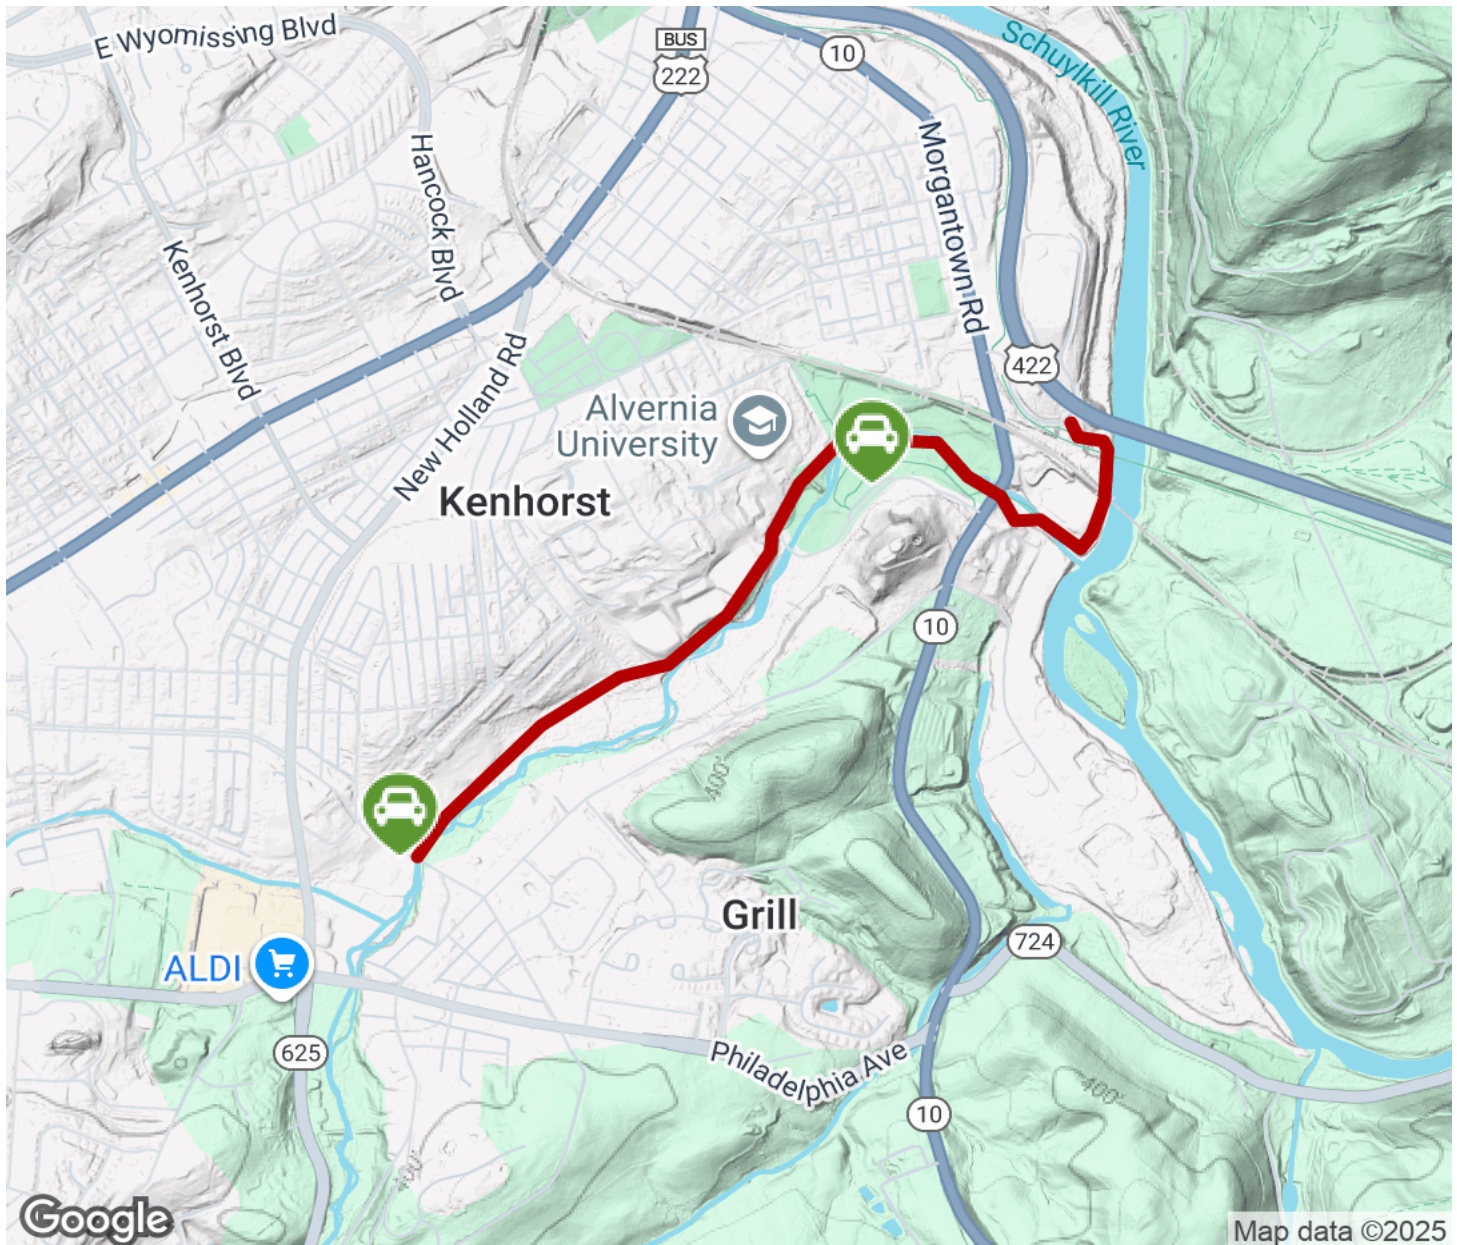 E Wyomissing Blvd
BUS
222
10
Schuylkill River
Hancock Blvd
Morgantown Rd
Kenhorst Blvd
New Holland Rd
422
Alvernia
University
Kenhorst
10
400'
Grill
724
ALDI
625
Philadelphia Ave
400'
10
400'
Google
Map data ©2025